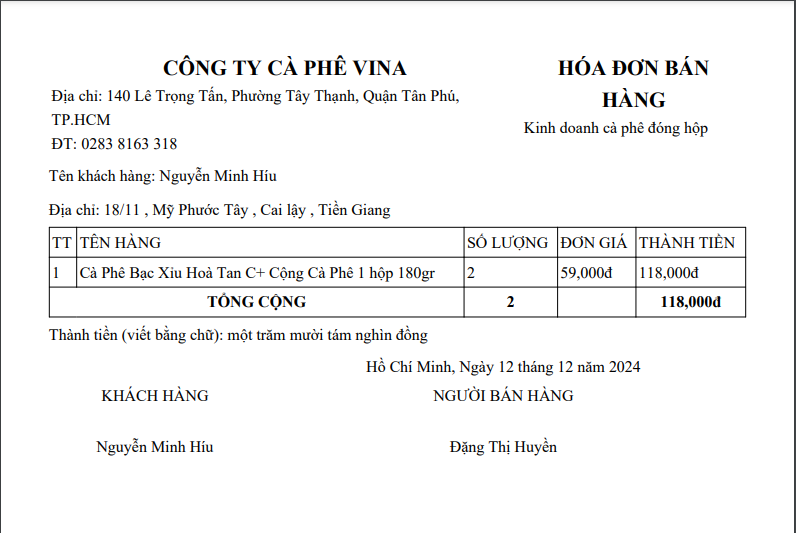 CÔNG TY CÀ PHÊ VINA
Địa chỉ: 140 Lê Trọng Tấn, Phường Tây Thạnh, Quận Tân Phú,
TP.HCM
ĐT: 0283 8163 318
HÓA ĐƠN BÁN
HÀNG
Kinh doanh cà phê đóng hộp
Tên khách hàng: Nguyễn Minh Híu
Địa chỉ: 18/11 , Mỹ Phước Tây , Cai lậy , Tiền Giang
TT TÊN HÀNG SỐ LƯỢNG ĐƠN GIÁ THÀNH TIỀN
1 Cà Phê Bạc Xỉu Hoà Tan C+ Cộng Cà Phê 1 hộp 180gr 2 59,000đ 118,000đ
TỔNG CỘNG 2 118,000đ
Thành tiền (viết bằng chữ): một trăm mười tám nghìn đồng
Hồ Chí Minh, Ngày 12 tháng 12 năm 2024
KHÁCH HÀNG NGƯỜI BÁN HÀNG
Nguyễn Minh Híu Đặng Thị Huyền